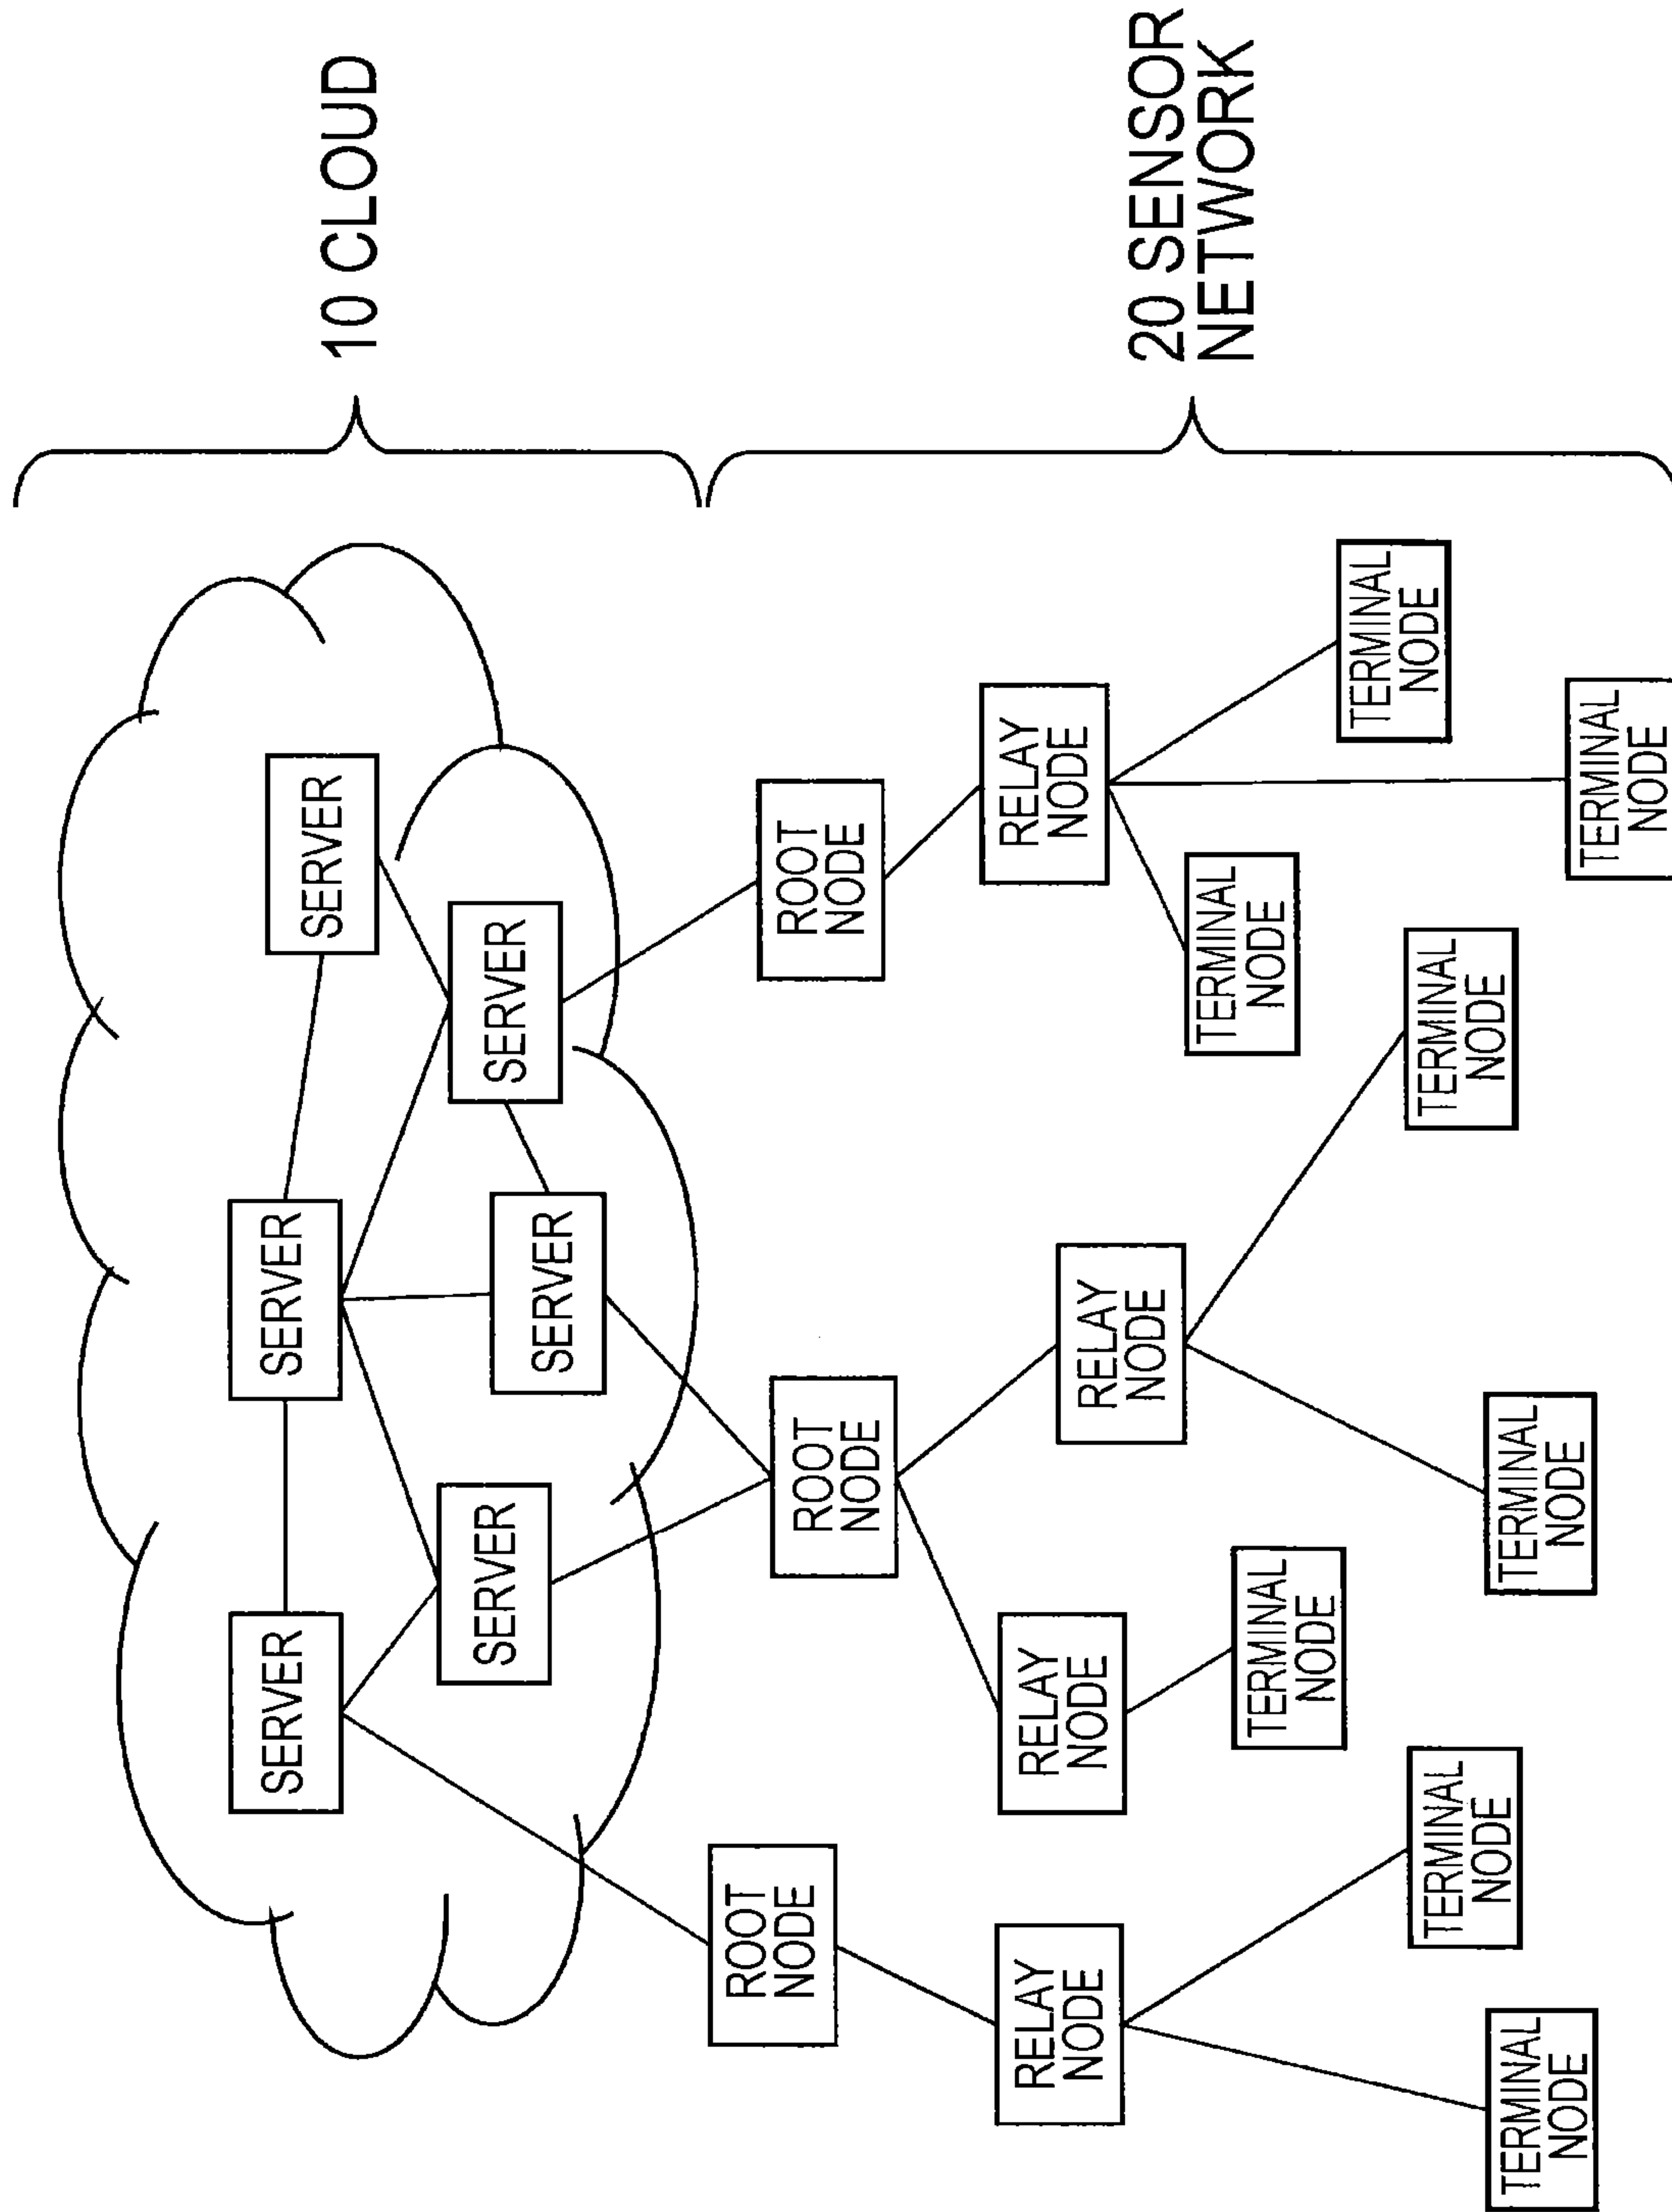 10 CLOUD
SERVER
SERVER
SERVER
SERVER
SERVER
SERVER
20 SENSOR
NETWORK
ROOT
NODE
ROOT
NODE
ROOT
NODE
RELAY
NODE
RELAY
NODE
RELAY
NODE
RELAY
NODE
TERMINAL
NODE
TERMINAL
NODE
TERMINAL
NODE
TERMINAL
NODE
TERMINAL
NODE
TERMINAL
NODE
TERMINAL
NODE
TERMINAL
NODE